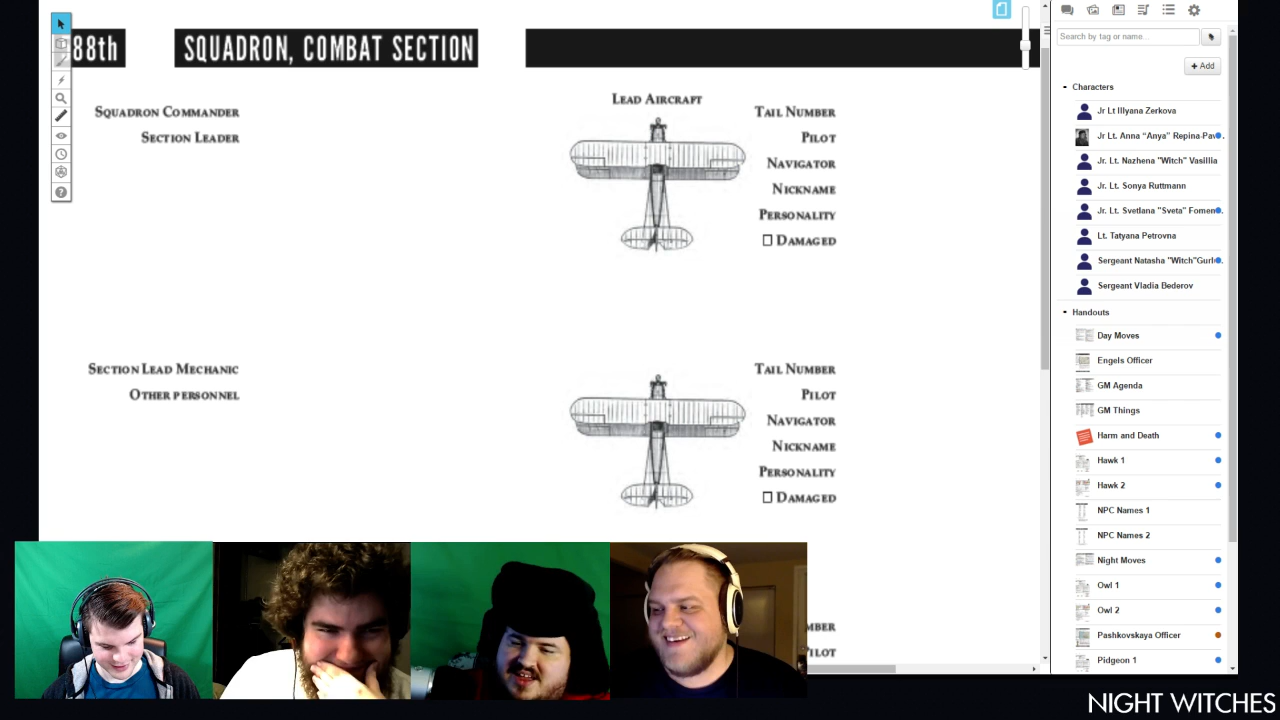 88th
SQUADRON, COMBAT SECTION
SQUADRON COMMANDER
SECTION LEADER
LEAD AIRCRAFT
TAIL NUMBER
PILOT
NAVIGATOR
NICKNAME
PERSONALITY
DAMAGED
SECTION LEAD MECHANIC
OTHER PERSONNEL
TAIL NUMBER
PILOT
NAVIGATOR
NICKNAME
PERSONALITY
DAMAGED
MBER
ILOT
Search by tag or name...
+ Add
Characters
Jr Lt Illyana Zerkova
Jr Lt. Anna “Anya” Repina-Pav...
Jr. Lt. Nazhena "Witch" Vasillia
Jr. Lt. Sonya Ruttmann
Jr. Lt. Svetlana "Sveta" Fomen...
Lt. Tatyana Petrovna
Sergeant Natasha "Witch"Gurl...
Sergeant Vladia Bederov
Handouts
Day Moves
Engels Officer
GM Agenda
GM Things
Harm and Death
Hawk 1
Hawk 2
NPC Names 1
NPC Names 2
Night Moves
Owl 1
Owl 2
Pashkovskaya Officer
Pidgeon 1
NIGHT WITCHES